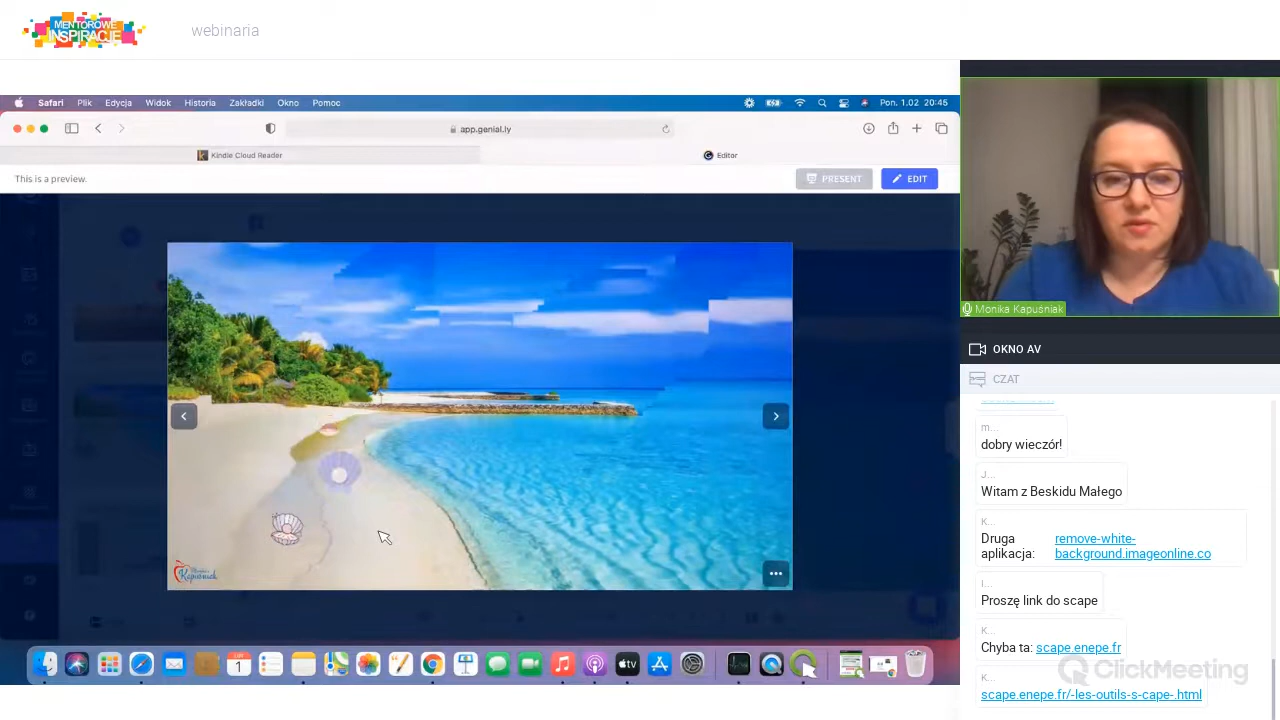 MENTOROWE
INSPIRACJE
webinaria
Safari Plik Edycja Widok Historia Zakładki Okno Pomoc
Pon. 1.02 20:45
app.genial.ly
Kindle Cloud Reader
Editor
This is a preview.
PRESENT
EDIT
Kapuśniak
1
tv
Monika Kapuśniak
OKNO AV
CZAT
m...
dobry wieczór!
J...
Witam z Beskidu Małego
K...
Druga remove-white-
aplikacja: background.imageonline.co
I...
Proszę link do scape
K...
Chyba ta: scape.enepe.fr
ClickMeeting
K...
scape.enepe.fr/-les-outils-s-cape-.html